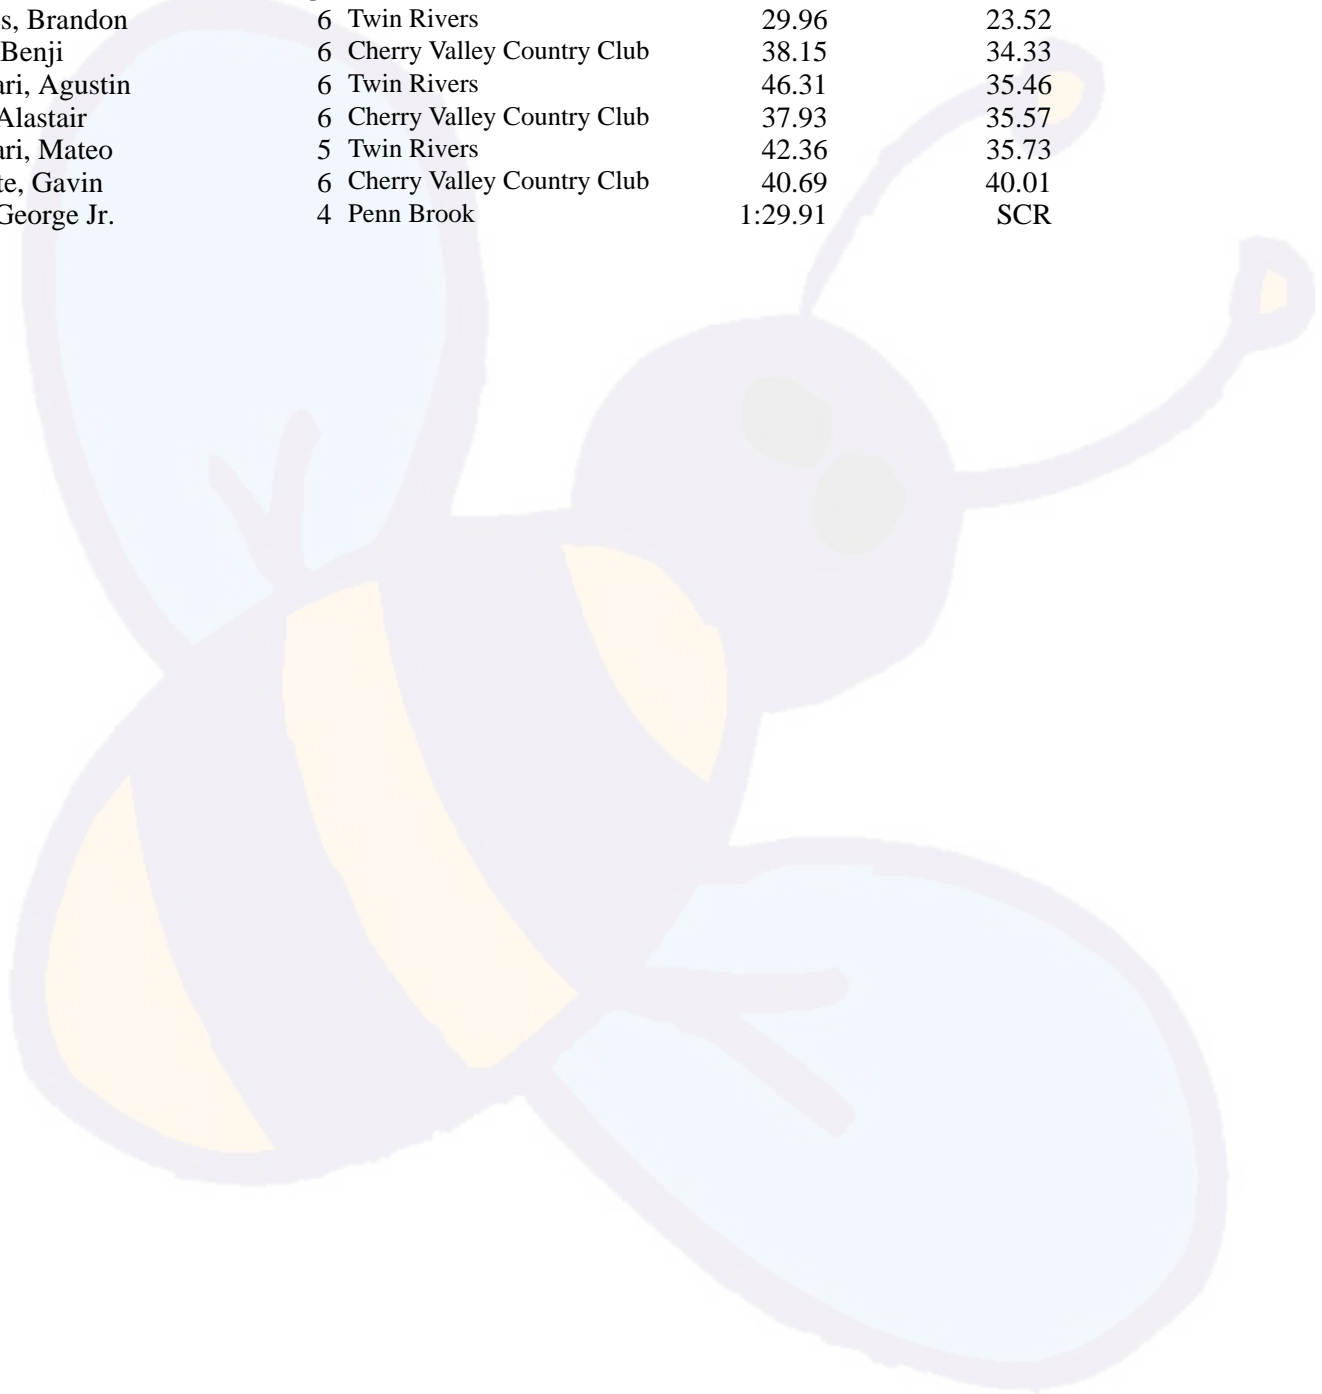 s, Brandon 6 Twin Rivers 29.96 23.52
Benji 6 Cherry Valley Country Club 38.15 34.33
ari, Agustin 6 Twin Rivers 46.31 35.46
Alastair 6 Cherry Valley Country Club 37.93 35.57
ari, Mateo 5 Twin Rivers 42.36 35.73
te, Gavin 6 Cherry Valley Country Club 40.69 40.01
George Jr. 4 Penn Brook 1:29.91 SCR